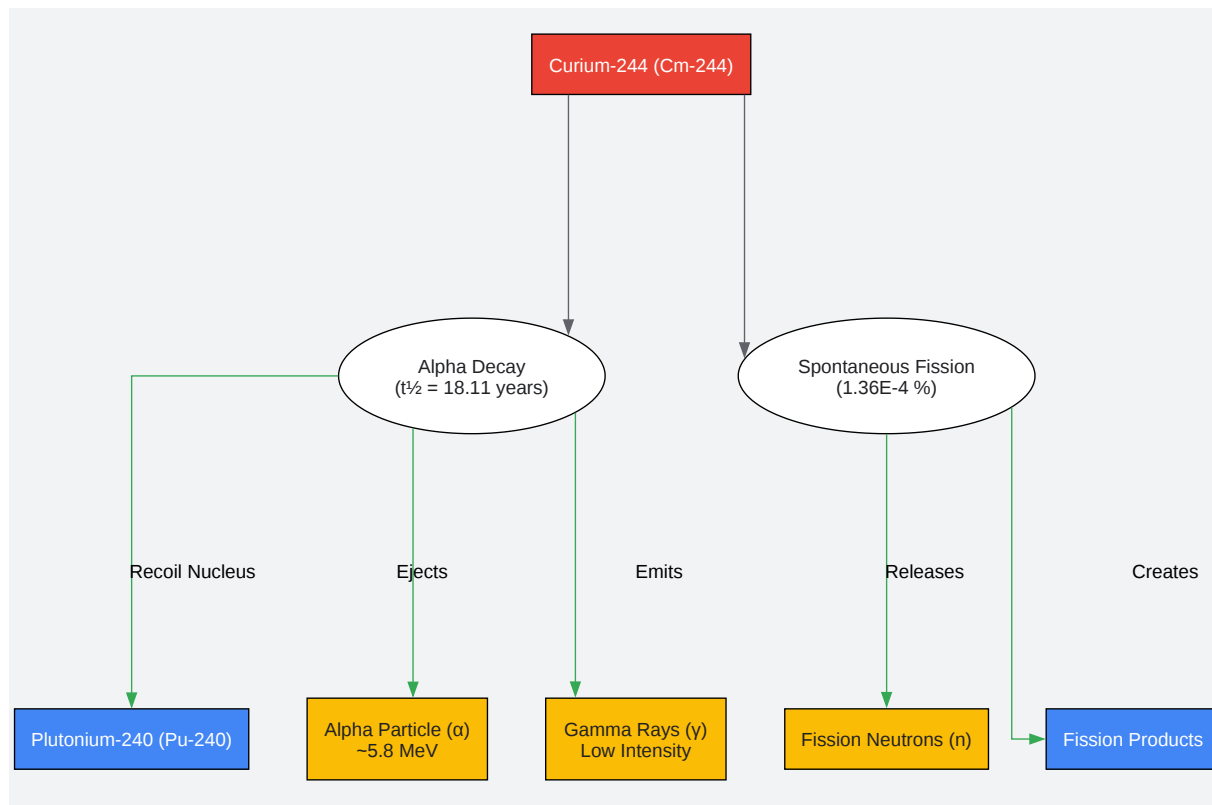 Curium-244 (Cm-244)
Alpha Decay
(t½ = 18.11 years)
Spontaneous Fission
(1.36E-4 %)
Recoil Nucleus
Ejects
Emits
Releases
Creates
Plutonium-240 (Pu-240)
Alpha Particle (α)
~5.8 MeV
Gamma Rays (γ)
Low Intensity
Fission Neutrons (n)
Fission Products